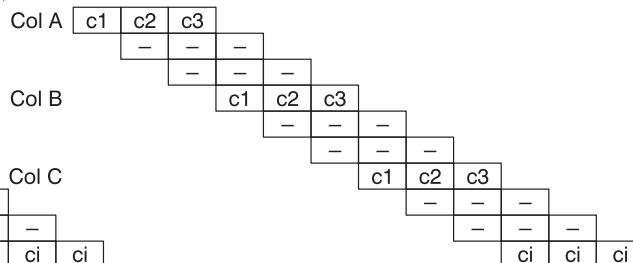 Col A c1 c2 c3
– – –
– – –
Col B c1 c2 c3
– – –
– – –
Col C c1 c2 c3
– – –
– – – –
ci ci ci ci ci